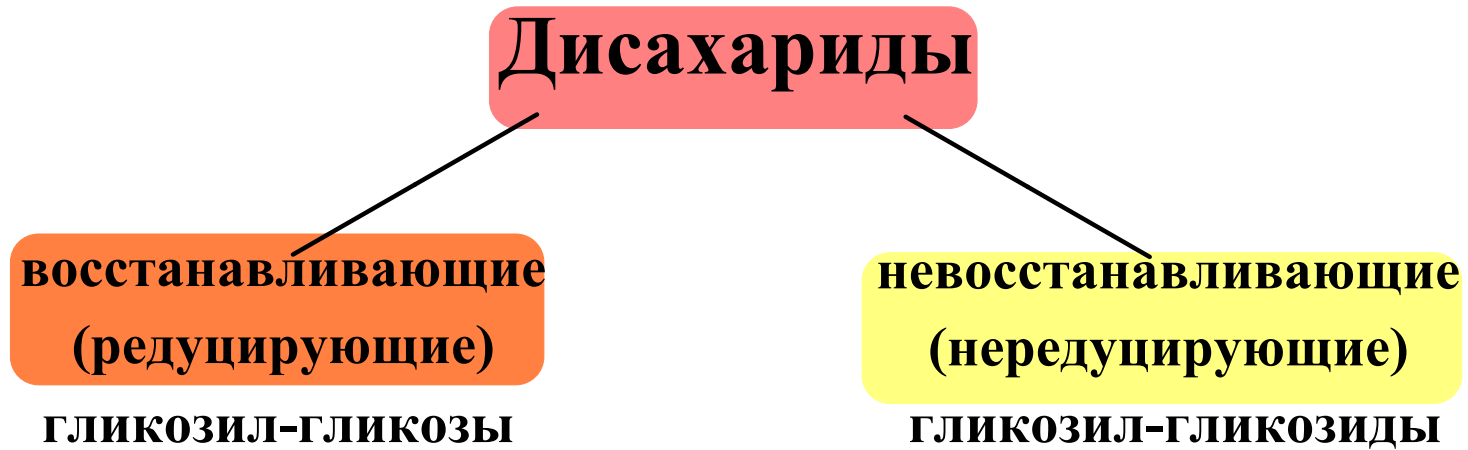 Дисахариды
восстанавливающие
(редуцирующие)
гликозил-гликозы
невосстанавливающие
(нередуцирующие)
гликозил-гликозиды